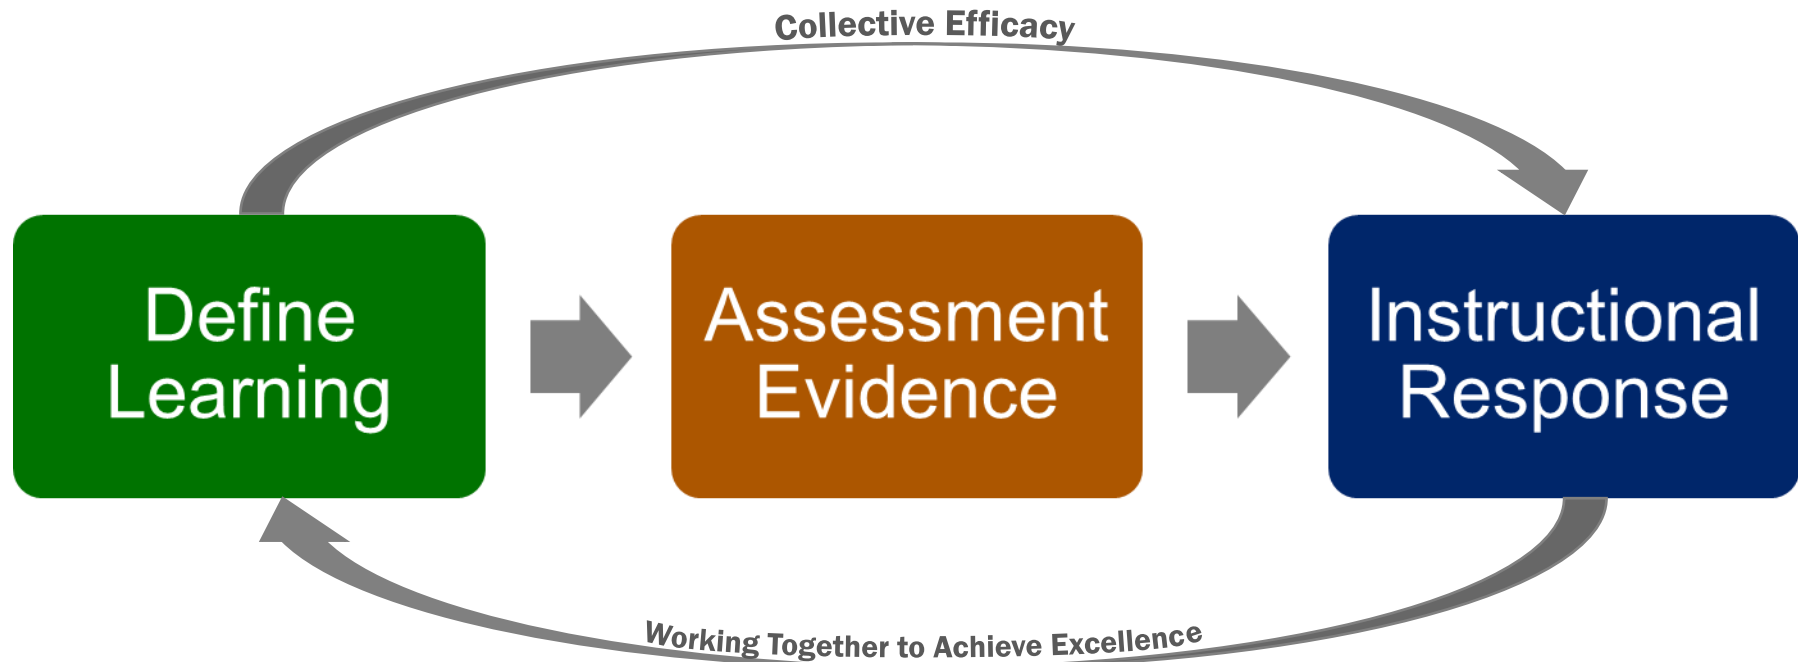 Collective Efficacy
Define
Learning
Assessment
Evidence
Instructional
Response
Working Together to Achieve Excellence